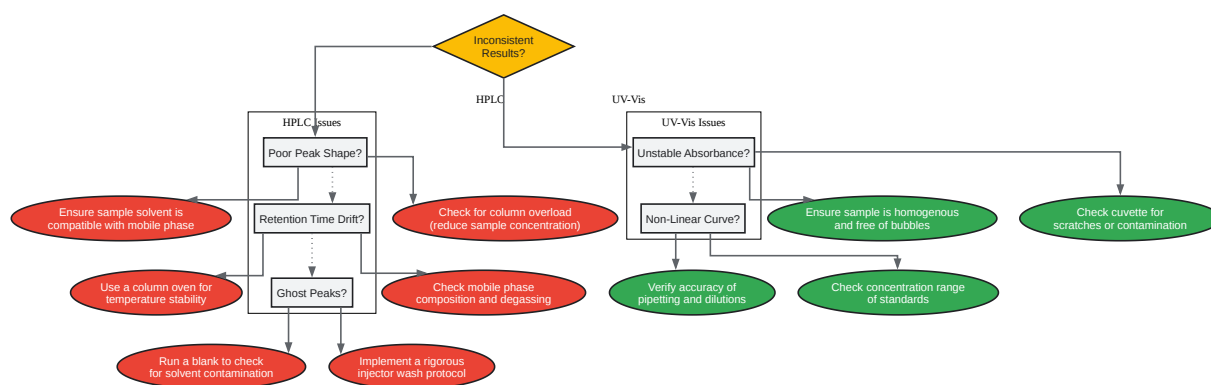 Inconsistent
Results?
HPLC
UV-Vis
HPLC Issues
UV-Vis Issues
Poor Peak Shape?
Unstable Absorbance?
Ensure sample solvent is
compatible with mobile phase
Retention Time Drift?
Check for column overload
(reduce sample concentration)
Non-Linear Curve?
Ensure sample is homogenous
and free of bubbles
Check cuvette for
scratches or contamination
Use a column oven for
temperature stability
Ghost Peaks?
Check mobile phase
composition and degassing
Verify accuracy of
pipetting and dilutions
Check concentration range
of standards
Run a blank to check
for solvent contamination
Implement a rigorous
injector wash protocol